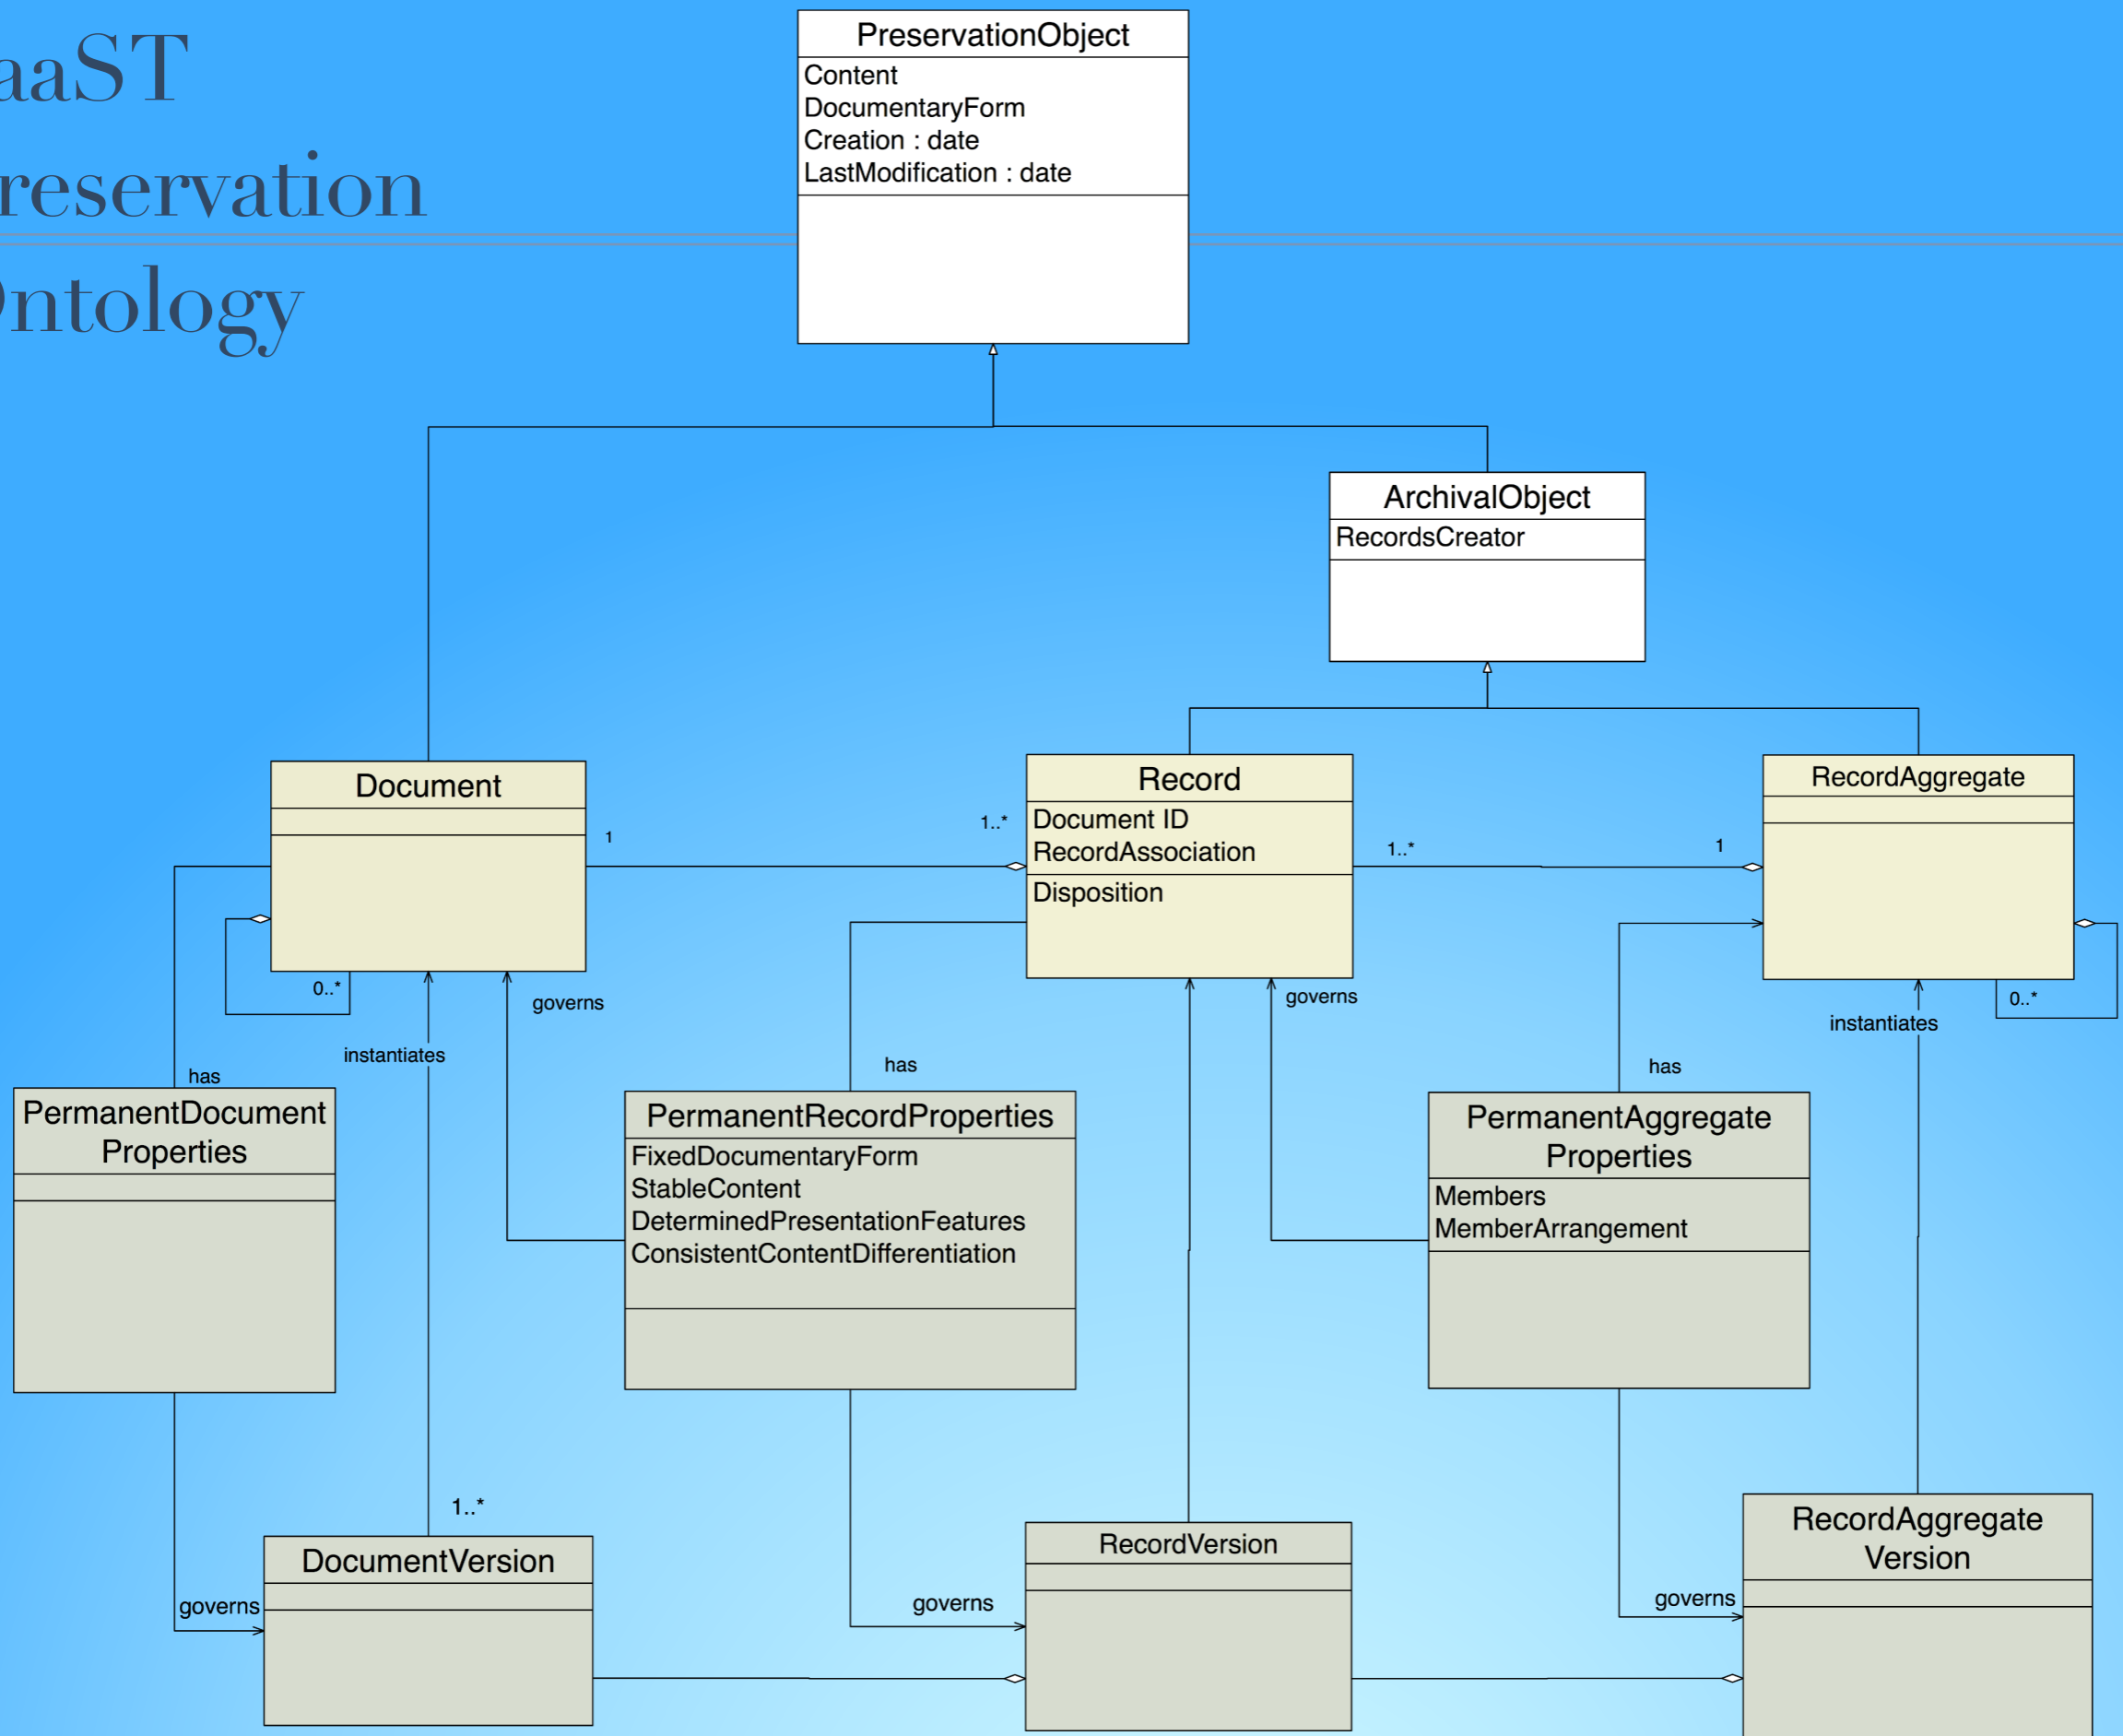 aaST
reservation
Ontology
PreservationObject
Content
DocumentaryForm
Creation : date
LastModification : date
ArchivalObject
RecordsCreator
Document
1
1..*
Record
Document ID
RecordAssociation
Disposition
1..*
1
RecordAggregate
0..*
governs
governs
0..*
instantiates
instantiates
has
has
has
PermanentDocument
Properties
PermanentRecordProperties
FixedDocumentaryForm
StableContent
DeterminedPresentationFeatures
ConsistentContentDifferentiation
PermanentAggregate
Properties
Members
MemberArrangement
1..*
DocumentVersion
governs
RecordVersion
governs
RecordAggregate
Version
governs